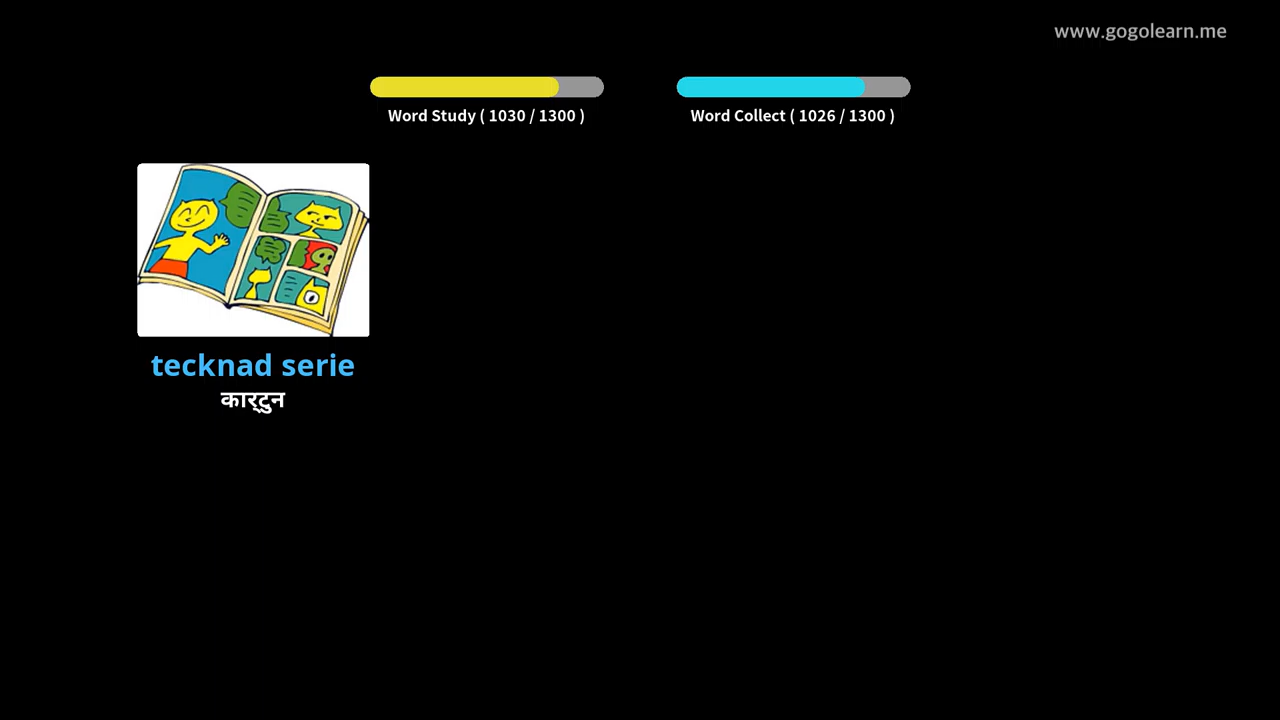 www.gogolearn.me
Word Study ( 1030 / 1300 )
Word Collect ( 1026 / 1300 )
tecknad serie
कार्टुन